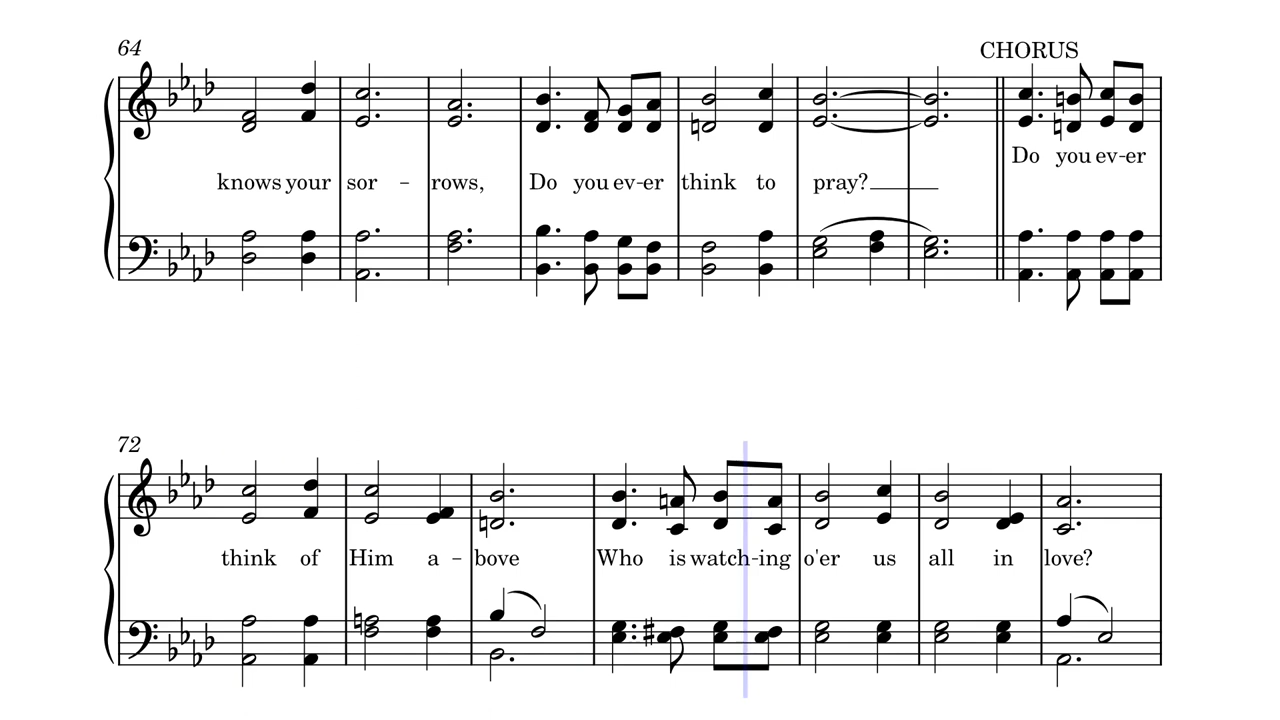 64
CHORUS
Do you ev-er
knows your sor - rows, Do you ev-er think to pray?
72
think of Him a - bove Who is watch-ing o'er us all in love?